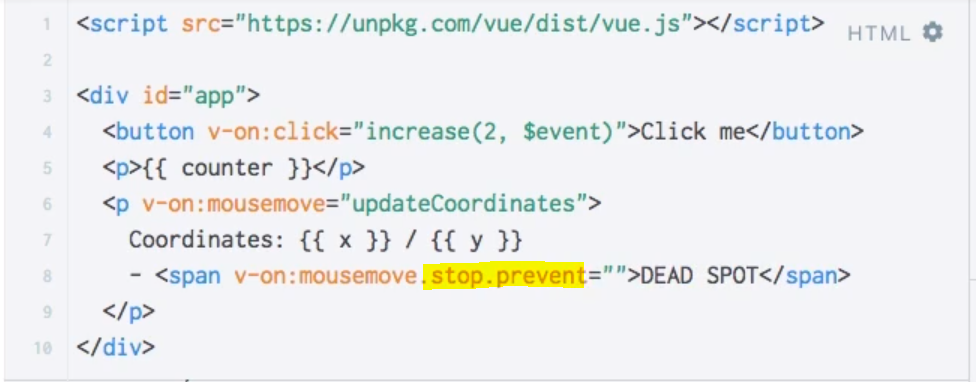 1 <script src="https://unpkg.com/vue/dist/vue.js"></script> HTML
2
3 <div id="app">
4   <button v-on:click="increase(2, $event)">Click me</button>
5   <p>{{ counter }}</p>
6   <p v-on:mousemove="updateCoordinates">
7     Coordinates: {{ x }} / {{ y }}
8     - <span v-on:mousemove.stop.prevent="">DEAD SPOT</span>
9   </p>
10 </div>